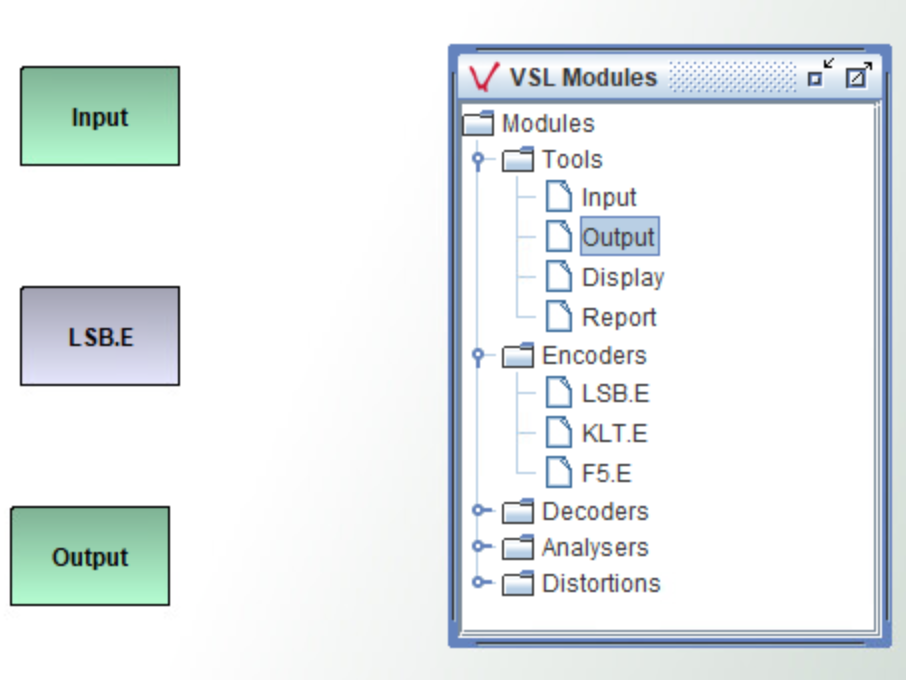 Input
LSB.E
Output
VSL Modules
Modules
Tools
Input
Output
Display
Report
Encoders
LSB.E
KLT.E
F5.E
Decoders
Analysers
Distortions